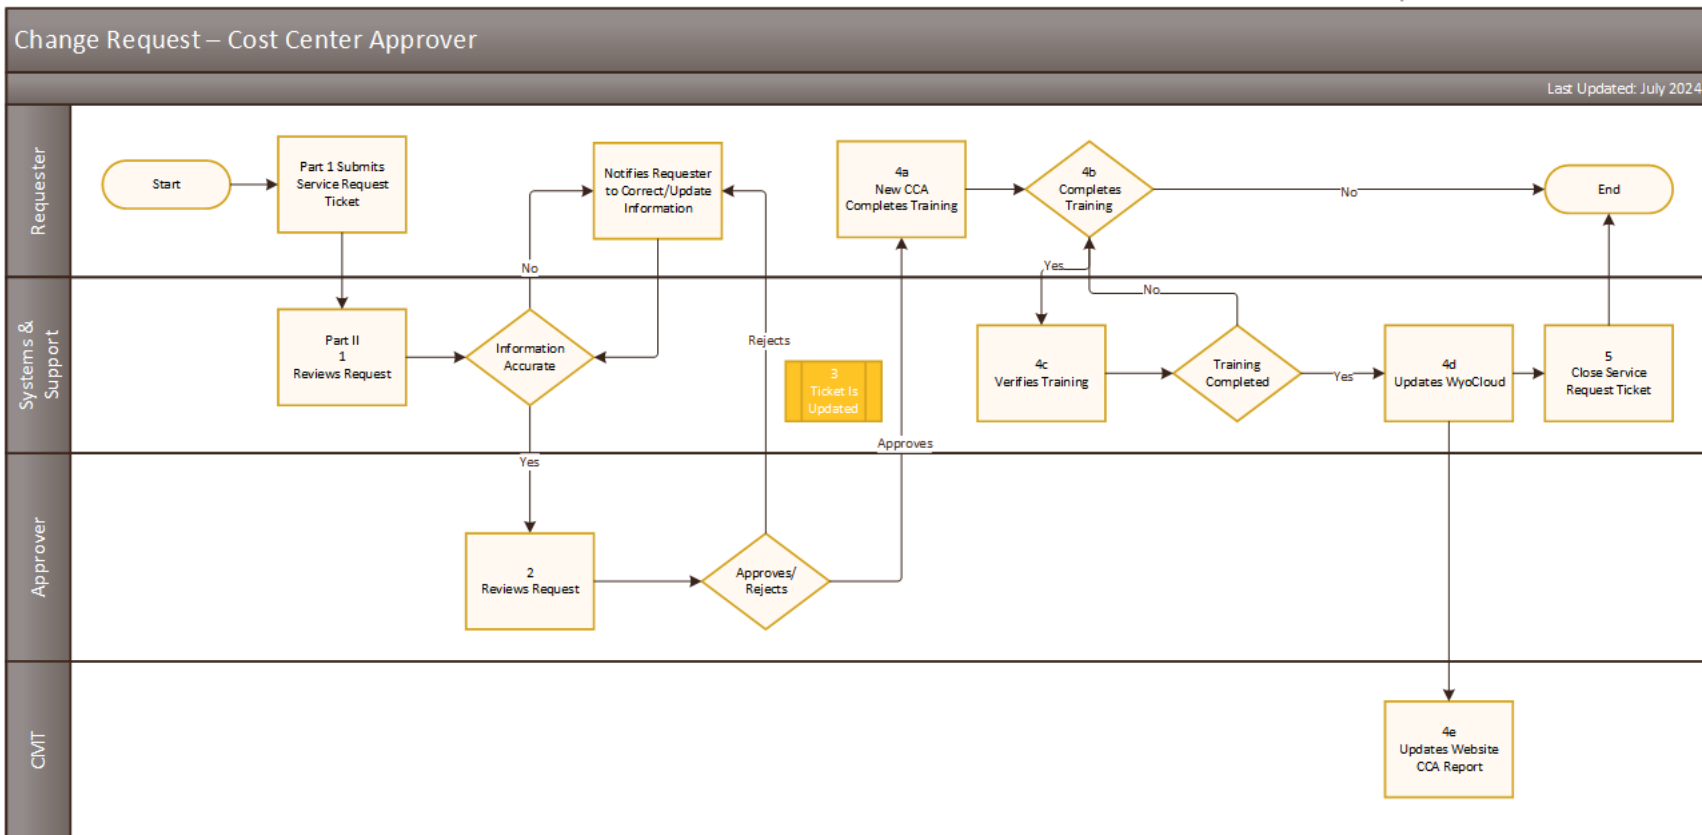 Change Request – Cost Center Approver
Last Updated: July 2024
Requester
Start
Part 1 Submits
Service Request
Ticket
Notifies Requester
to Correct/Update
Information
4a
New CCA
Completes Training
4b
Completes
Training
No
End
No
Yes
Systems &
Support
Part II
1
Reviews Request
Information
Accurate
Rejects
3
Ticket Is
Updated
Approves
4c
Verifies Training
No
Training
Completed
Yes
4d
Updates WyoCloud
5
Close Service
Request Ticket
Yes
Approver
2
Reviews Request
Approves/
Rejects
CMT
4e
Updates Website
CCA Report